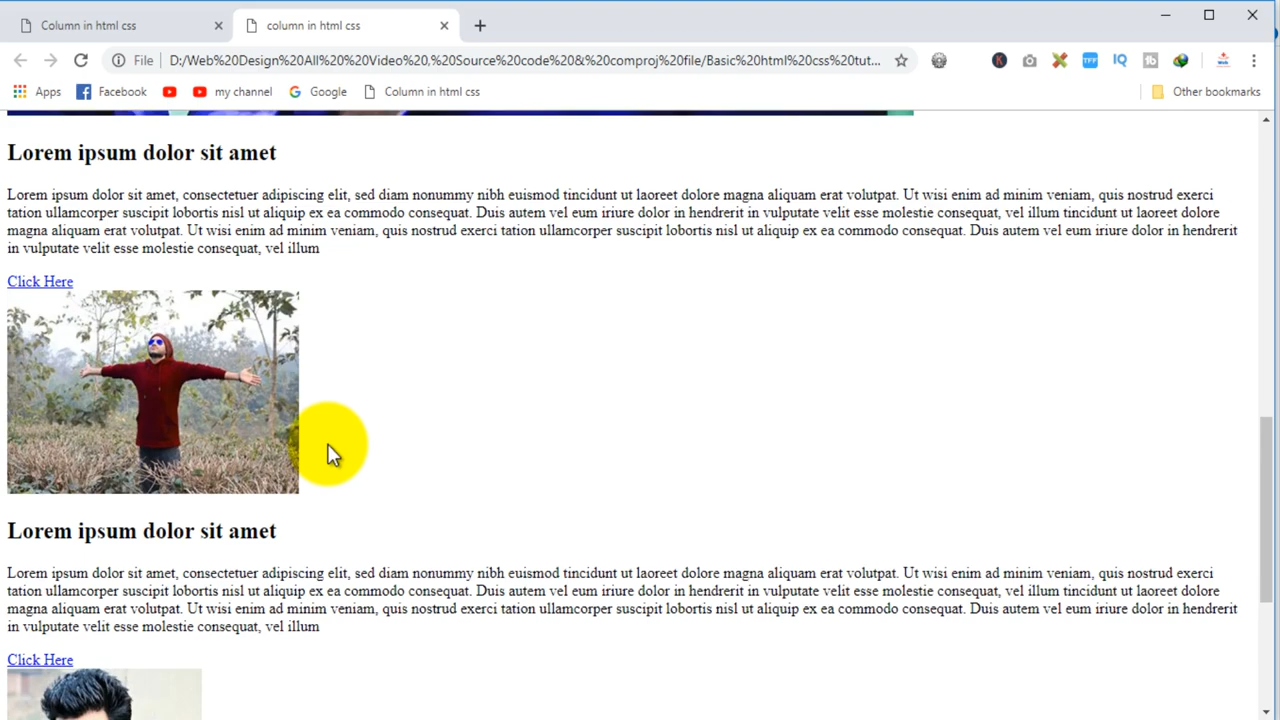 Column in html css
column in html css
File
D:/Web%20Design%20All%20%20Video%20,%20Source%20code%20&%20comproj%20file/Basic%20html%20css%20tut...
TFF
IQ
Apps
Facebook
my channel
Google
Column in html css
Other bookmarks
Lorem ipsum dolor sit amet
Lorem ipsum dolor sit amet, consectetuer adipiscing elit, sed diam nonummy nibh euismod tincidunt ut laoreet dolore magna aliquam erat volutpat. Ut wisi enim ad minim veniam, quis nostrud exerci
tation ullamcorper suscipit lobortis nisl ut aliquip ex ea commodo consequat. Duis autem vel eum iriure dolor in hendrerit in vulputate velit esse molestie consequat, vel illum tincidunt ut laoreet dolore
magna aliquam erat volutpat. Ut wisi enim ad minim veniam, quis nostrud exerci tation ullamcorper suscipit lobortis nisl ut aliquip ex ea commodo consequat. Duis autem vel eum iriure dolor in hendrerit
in vulputate velit esse molestie consequat, vel illum
Click Here
Lorem ipsum dolor sit amet
Lorem ipsum dolor sit amet, consectetuer adipiscing elit, sed diam nonummy nibh euismod tincidunt ut laoreet dolore magna aliquam erat volutpat. Ut wisi enim ad minim veniam, quis nostrud exerci
tation ullamcorper suscipit lobortis nisl ut aliquip ex ea commodo consequat. Duis autem vel eum iriure dolor in hendrerit in vulputate velit esse molestie consequat, vel illum tincidunt ut laoreet dolore
magna aliquam erat volutpat. Ut wisi enim ad minim veniam, quis nostrud exerci tation ullamcorper suscipit lobortis nisl ut aliquip ex ea commodo consequat. Duis autem vel eum iriure dolor in hendrerit
in vulputate velit esse molestie consequat, vel illum
Click Here